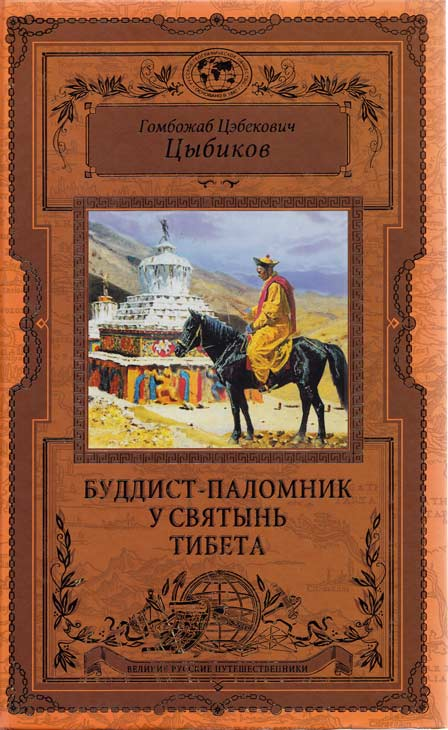 Гомбожаб Цэбекович
Цыбиков
БУДДИСТ-ПАЛОМНИК
У СВЯТЫНЬ
ТИБЕТА
ВЕЛИКИЕ РУССКИЕ ПУТЕШЕСТВЕННИКИ